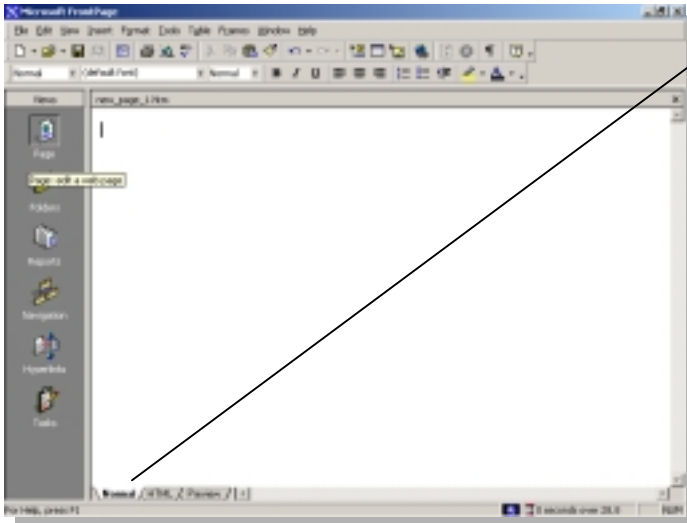 Microsoft FrontPage
File Edit View Insert Format Tools Table Frames Window Help
Normal (default font) Normal B I U A
Views new_page_1.htm
Page
Page: edit a web page
Folders
Reports
Navigation
Hyperlinks
Tasks
Normal HTML Preview
For Help, press F1 0 seconds over 28.8 NUM